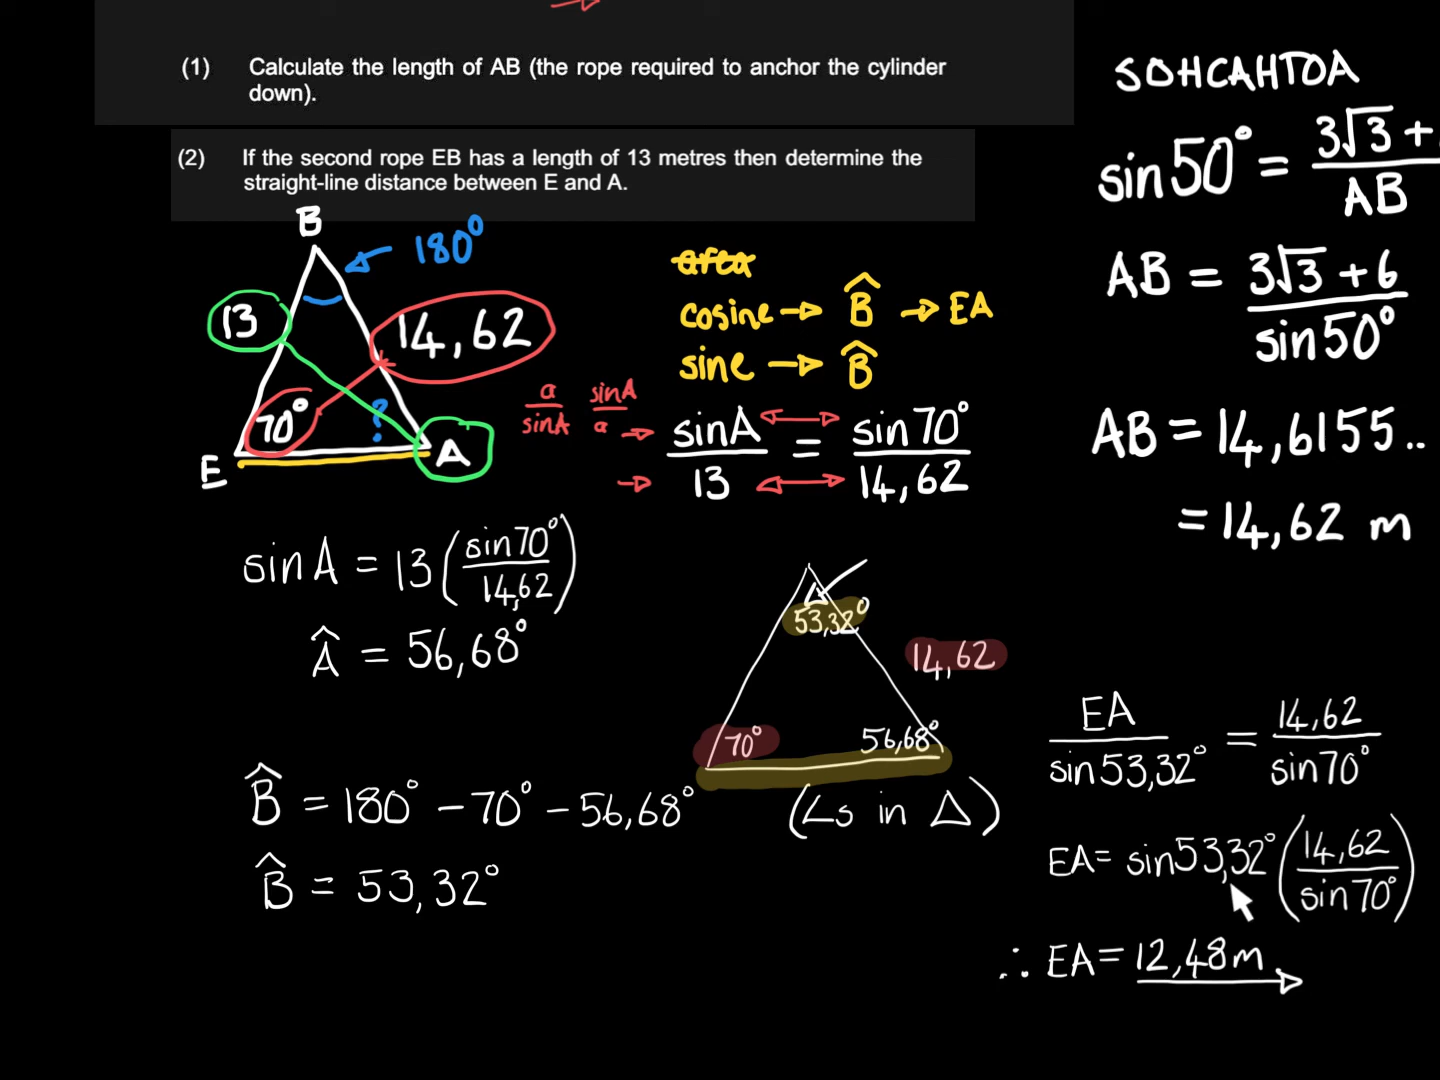 (1) Calculate the length of AB (the rope required to anchor the cylinder
down).
(2) If the second rope EB has a length of 13 metres then determine the
straight-line distance between E and A.
B
180°
13
14,62
70°
?
E
A
area
cosine → B̂ → EA
sine → B̂
a/sinA sinA/a
sinA/13 = sin70°/14,62
sinA = 13(sin70°/14,62)
Â = 56,68°
B̂ = 180° - 70° - 56,68° (∠s in Δ)
B̂ = 53,32°
53,32°
14,62
70°
56,68°
SOHCAHTOA
sin50° = 3√3+/AB
AB = 3√3+6/sin50°
AB = 14,6155..
= 14,62 m
EA/sin53,32° = 14,62/sin70°
EA= sin53,32°(14,62/sin70°)
∴ EA= 12,48m